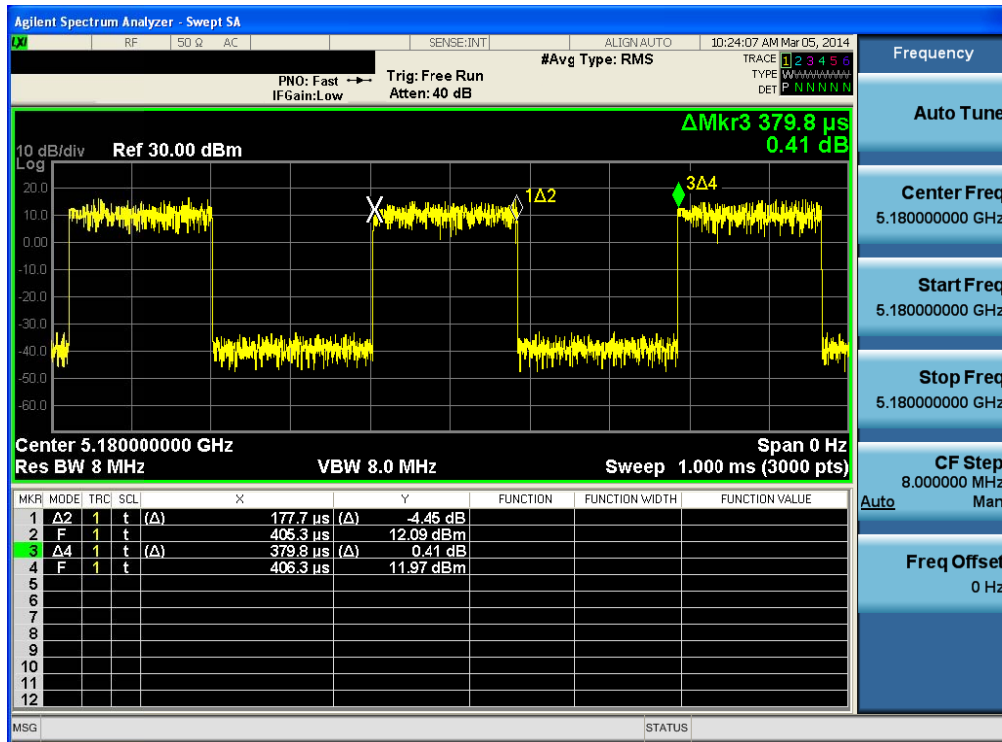 Agilent Spectrum Analyzer - Swept SA
LXI RF 50 Ω AC SENSE:INT ALIGN AUTO 10:24:07 AM Mar 05, 2014
Frequency
#Avg Type: RMS
TRACE 1 2 3 4 5 6
PNO: Fast Trig: Free Run
TYPE
IFGain:Low Atten: 40 dB
DET P N N N N N
Auto Tune
ΔMkr3 379.8 µs
0.41 dB
10 dB/div Ref 30.00 dBm
Log
20.0
10.0
0.00
-10.0
-20.0
-30.0
-40.0
-50.0
-60.0
1Δ2
3Δ4
Center Freq
5.180000000 GHz
Start Freq
5.180000000 GHz
Stop Freq
5.180000000 GHz
Center 5.180000000 GHz Span 0 Hz
Res BW 8 MHz VBW 8.0 MHz Sweep 1.000 ms (3000 pts)
CF Step
8.000000 MHz
Auto Man
Freq Offset
0 Hz
MKR MODE TRC SCL X Y FUNCTION FUNCTION WIDTH FUNCTION VALUE
1 Δ2 1 t (Δ) 177.7 µs (Δ) -4.45 dB
2 F 1 t 405.3 µs 12.09 dBm
3 Δ4 1 t (Δ) 379.8 µs (Δ) 0.41 dB
4 F 1 t 406.3 µs 11.97 dBm
5
6
7
8
9
10
11
12
MSG STATUS